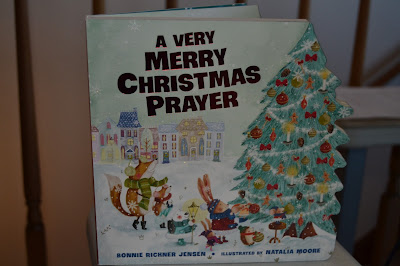 A VERY
MERRY
CHRISTMAS
PRAYER
BONNIE RICKNER JENSEN ILLUSTRATED BY NATALIA MOORE